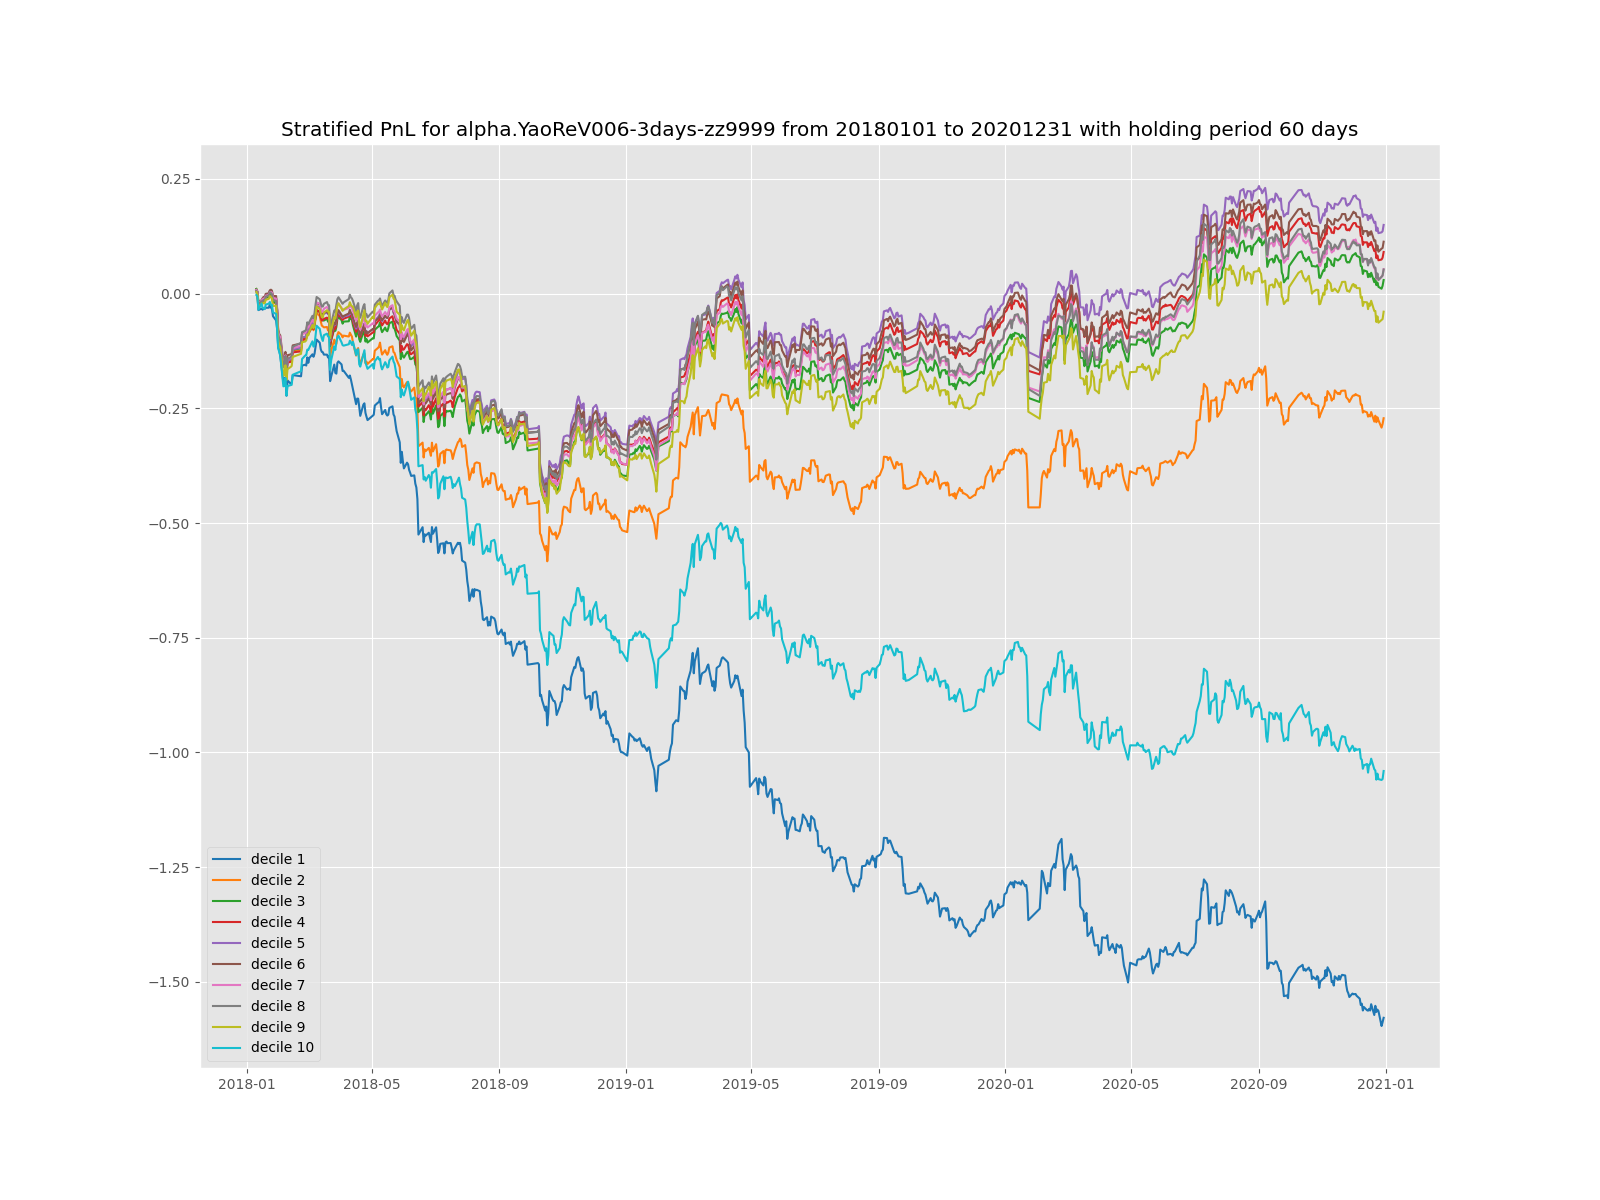 Stratified PnL for alpha.YaoReV006-3days-zz9999 from 20180101 to 20201231 with holding period 60 days
0.25
0.00
−0.25
−0.50
−0.75
−1.00
−1.25
−1.50
decile 1
decile 2
decile 3
decile 4
decile 5
decile 6
decile 7
decile 8
decile 9
decile 10
2018-01 2018-05 2018-09 2019-01 2019-05 2019-09 2020-01 2020-05 2020-09 2021-01